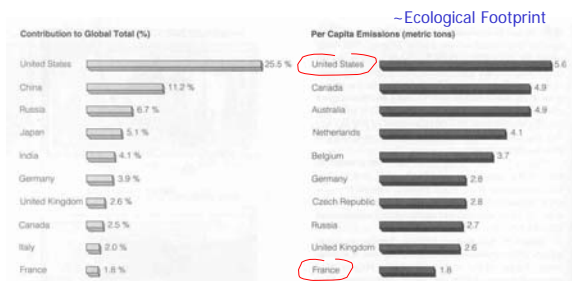 ~Ecological Footprint
Contribution to Global Total (%)
United States 25.5 %
China 11.2 %
Russia 6.7 %
Japan 5.1 %
India 4.1 %
Germany 3.9 %
United Kingdom 2.6 %
Canada 2.5 %
Italy 2.0 %
France 1.8 %
Per Capita Emissions (metric tons)
United States 5.6
Canada 4.9
Australia 4.9
Netherlands 4.1
Belgium 3.7
Germany 2.8
Czech Republic 2.8
Russia 2.7
United Kingdom 2.6
France 1.8